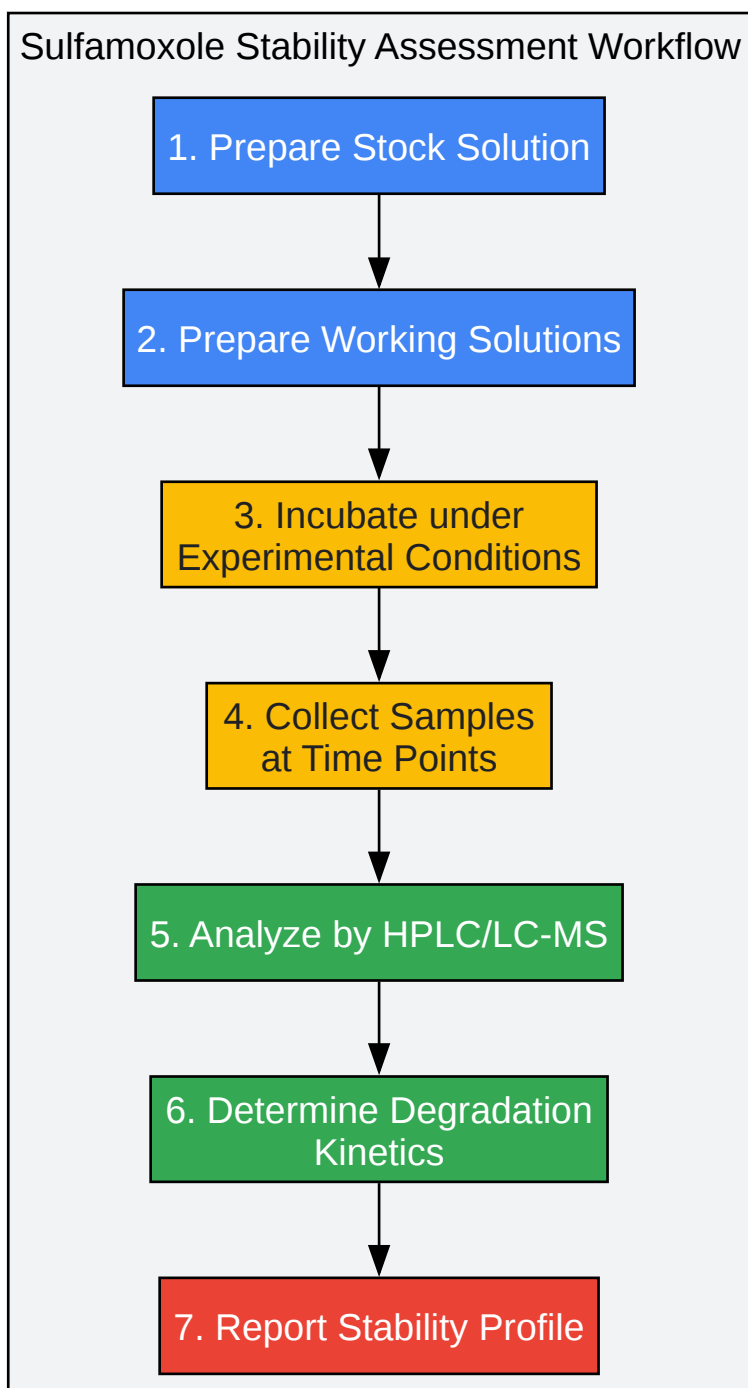 Sulfamoxole Stability Assessment Workflow
1. Prepare Stock Solution
2. Prepare Working Solutions
3. Incubate under
Experimental Conditions
4. Collect Samples
at Time Points
5. Analyze by HPLC/LC-MS
6. Determine Degradation
Kinetics
7. Report Stability Profile